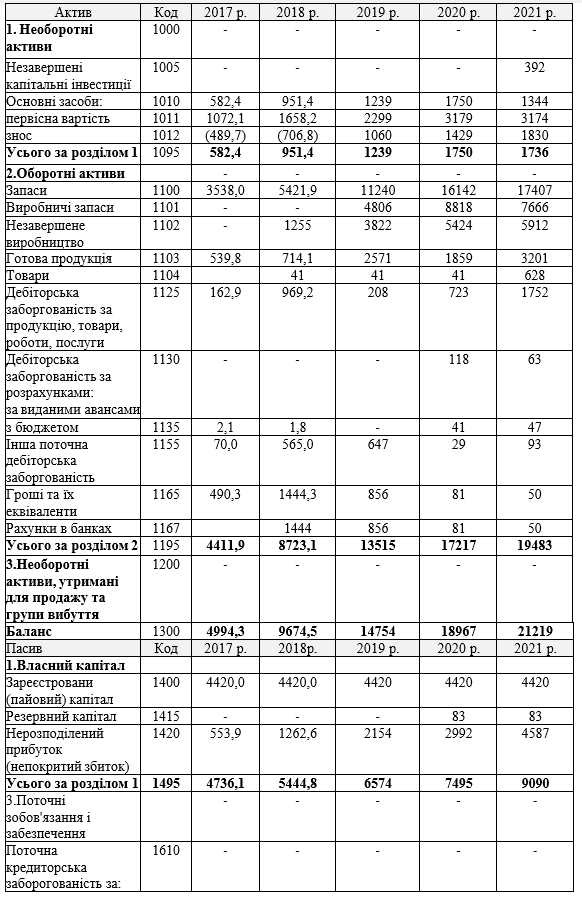 Актив Код 2017 р. 2018 р. 2019 р. 2020 р. 2021 р.
1. Необоротні 1000 - - - - -
активи
Незавершені 1005 - - - - 392
капітальні інвестиції
Основні засоби: 1010 582,4 951,4 1239 1750 1344
первісна вартість 1011 1072,1 1658,2 2299 3179 3174
знос 1012 (489,7) (706,8) 1060 1429 1830
Усього за розділом 1 1095 582,4 951,4 1239 1750 1736
2.Оборотні активи - - - - -
Запаси 1100 3538,0 5421,9 11240 16142 17407
Виробничі запаси 1101 - - 4806 8818 7666
Незавершене 1102 - 1255 3822 5424 5912
виробництво
Готова продукція 1103 539,8 714,1 2571 1859 3201
Товари 1104 41 41 41 628
Дебіторська 1125 162,9 969,2 208 723 1752
заборгованість за
продукцію, товари,
роботи, послуги
Дебіторська 1130 - - - 118 63
заборгованість за
розрахунками:
за виданими авансами
з бюджетом 1135 2,1 1,8 - 41 47
Інша поточна 1155 70,0 565,0 647 29 93
дебіторська
заборгованість
Гроші та їх 1165 490,3 1444,3 856 81 50
еквіваленти
Рахунки в банках 1167 1444 856 81 50
Усього за розділом 2 1195 4411,9 8723,1 13515 17217 19483
3.Необоротні 1200 - - - - -
активи, утримані
для продажу та
групи вибуття
Баланс 1300 4994,3 9674,5 14754 18967 21219
Пасив Код 2017 р. 2018р. 2019 р. 2020 р. 2021 р.
1.Власний капітал
Зареєстровани 1400 4420,0 4420,0 4420 4420 4420
(пайовий) капітал
Резервний капітал 1415 - - - 83 83
Нерозподілений 1420 553,9 1262,6 2154 2992 4587
прибуток
(непокритий збиток)
Усього за розділом 1 1495 4736,1 5444,8 6574 7495 9090
3.Поточні - - - - -
зобов'язання і
забезпечення
Поточна 1610 - - - - -
кредиторська
заборогованість за: